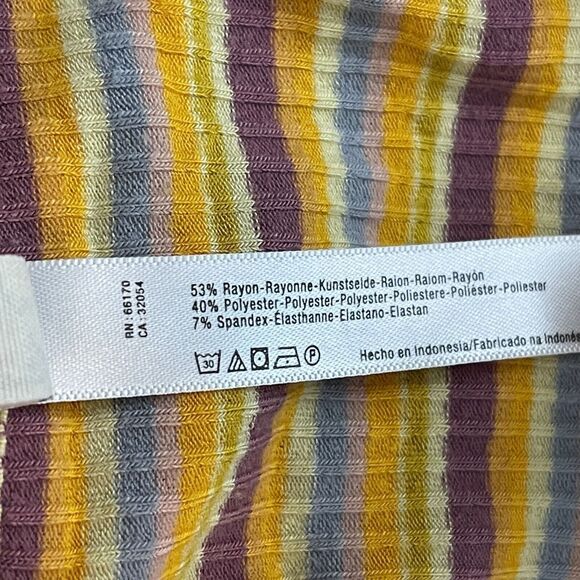 RN: 66170
CA: 32054
53% Rayon-Rayonne-Kunstseide-Raion-Raiom-Rayón
40% Polyester-Polyester-Polyester-Poliestere-Poliéster-Poliester
7% Spandex-Élasthanne-Elastano-Elastan
30 P
Hecho en Indonesia/Fabricado na